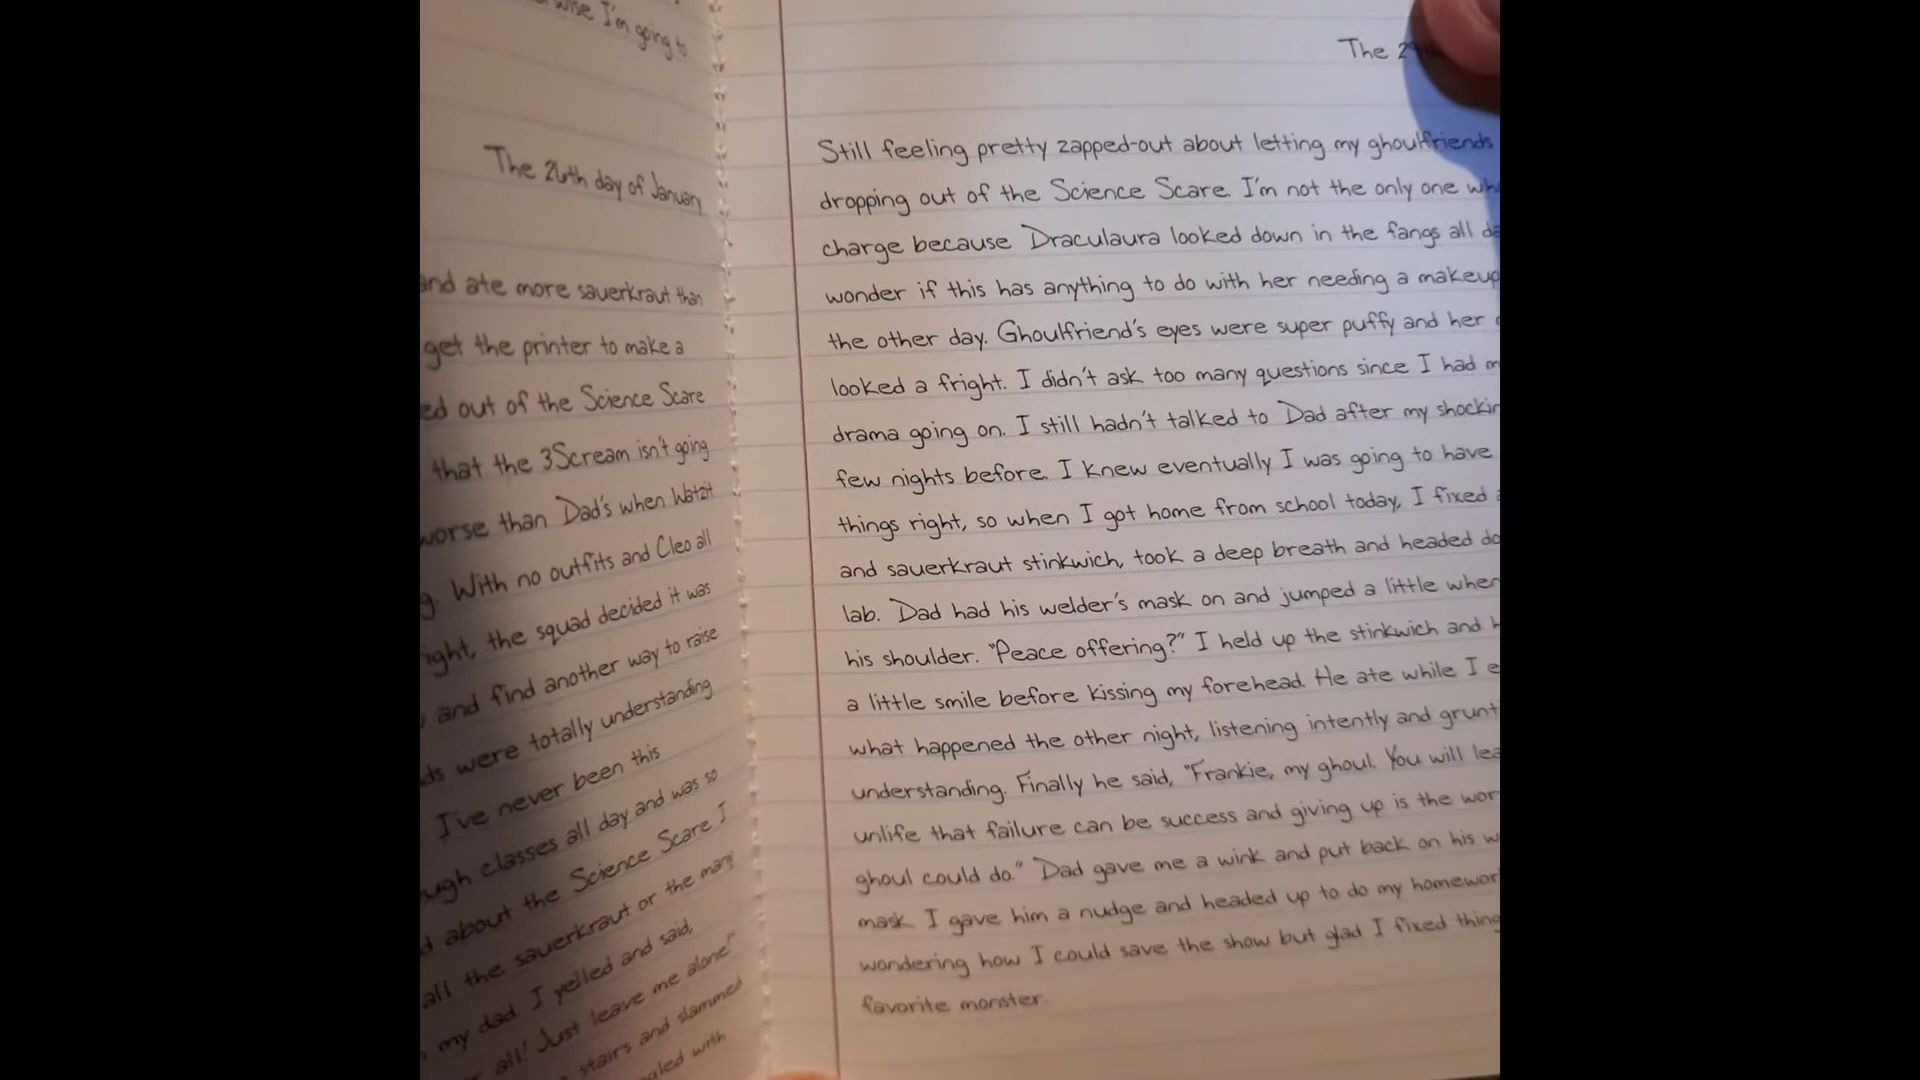 wise I'm going to
The 26th day of January
and ate more sauerkraut than
get the printer to make a
ed out of the Science Scare
that the 3Scream isn't going
worse than Dad's when Watzit
g. With no outfits and Cleo all
ight, the squad decided it was
and find another way to raise
ds were totally understanding
I've never been this
ugh classes all day and was so
d about the Science Scare I
all the sauerkraut or the many
my dad. I yelled and said,
all! Just leave me alone!"
stairs and slammed
aled with
The 29
Still feeling pretty zapped-out about letting my ghoulfriends
dropping out of the Science Scare. I'm not the only one wh
charge because Draculaura looked down in the fangs all da
wonder if this has anything to do with her needing a makeup
the other day. Ghoulfriend's eyes were super puffy and her
looked a fright. I didn't ask too many questions since I had m
drama going on. I still hadn't talked to Dad after my shockin
few nights before. I knew eventually I was going to have
things right, so when I got home from school today, I fixed a
and sauerkraut stinkwich, took a deep breath and headed do
lab. Dad had his welder's mask on and jumped a little when
his shoulder. "Peace offering?" I held up the stinkwich and h
a little smile before kissing my forehead. He ate while I e
what happened the other night, listening intently and grunt
understanding. Finally he said, "Frankie, my ghoul. You will lea
unlife that failure can be success and giving up is the wor
ghoul could do." Dad gave me a wink and put back on his w
mask. I gave him a nudge and headed up to do my homewor
wondering how I could save the show but glad I fixed thing
favorite monster.